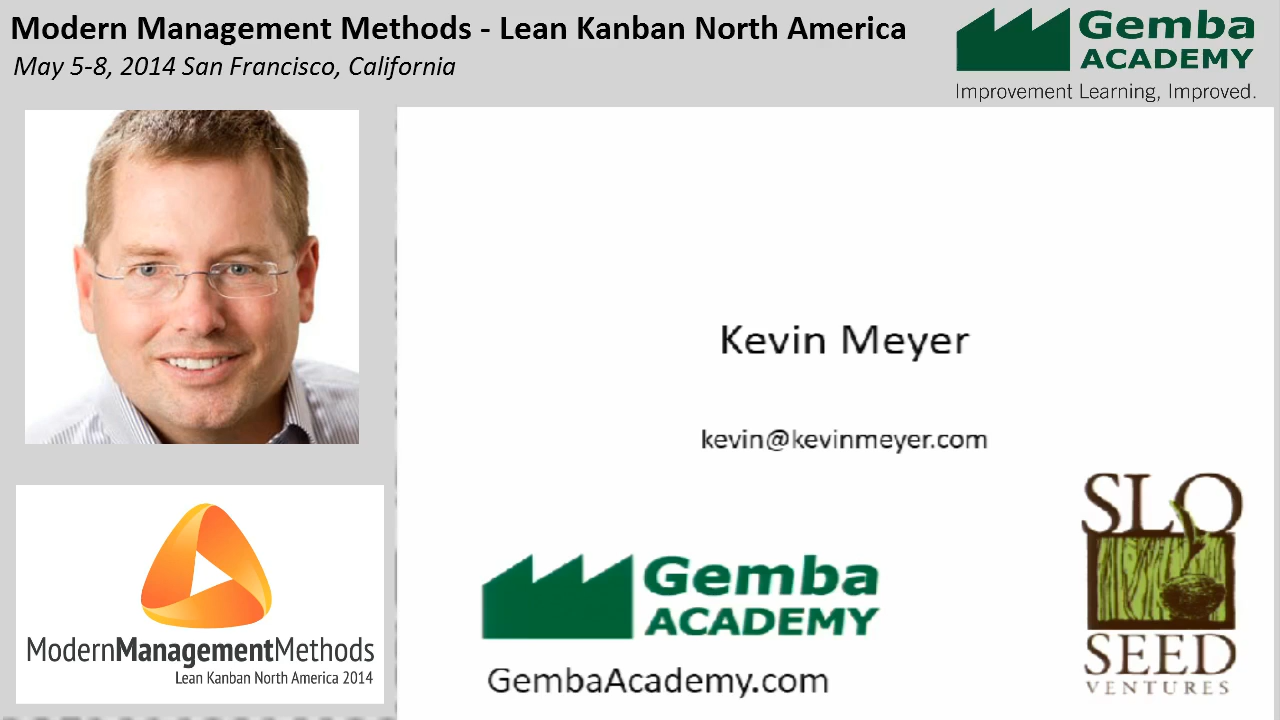 Modern Management Methods - Lean Kanban North America
May 5-8, 2014 San Francisco, California
Gemba
ACADEMY
Improvement Learning, Improved.
Kevin Meyer
kevin@kevinmeyer.com
Gemba
ACADEMY
GembaAcademy.com
SLO
SEED
VENTURES
ModernManagementMethods
Lean Kanban North America 2014